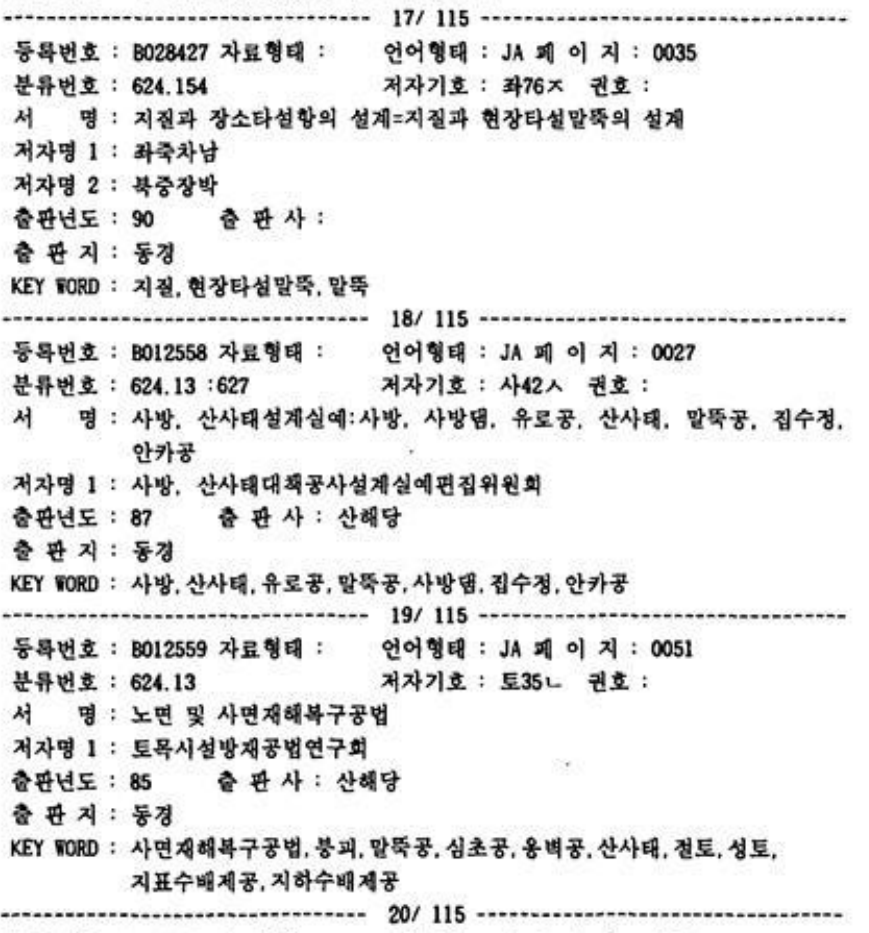 ---------------------------------- 17/ 115 ----------------------------------
등록번호 : B028427 자료형태 : 언어형태 : JA 페 이 지 : 0035
분류번호 : 624.154 저자기호 : 좌76ㅈ 권호 :
서 명 : 지질과 장소타설항의 설계=지질과 현장타설말뚝의 설계
저자명 1 : 좌죽차남
저자명 2 : 북중장박
출판년도 : 90 출 판 사 :
출 판 지 : 동경
KEY WORD : 지질,현장타설말뚝,말뚝
---------------------------------- 18/ 115 ----------------------------------
등록번호 : B012558 자료형태 : 언어형태 : JA 페 이 지 : 0027
분류번호 : 624.13 :627 저자기호 : 사42ㅅ 권호 :
서 명 : 사방, 산사태설계실예:사방, 사방댐, 유로공, 산사태, 말뚝공, 집수정,
안카공
저자명 1 : 사방, 산사태대책공사설계실예편집위원회
출판년도 : 87 출 판 사 : 산해당
출 판 지 : 동경
KEY WORD : 사방,산사태,유로공,말뚝공,사방댐,집수정,안카공
---------------------------------- 19/ 115 ----------------------------------
등록번호 : B012559 자료형태 : 언어형태 : JA 페 이 지 : 0051
분류번호 : 624.13 저자기호 : 토35ㄴ 권호 :
서 명 : 노면 및 사면재해복구공법
저자명 1 : 토목시설방재공법연구회
출판년도 : 85 출 판 사 : 산해당
출 판 지 : 동경
KEY WORD : 사면재해복구공법,붕괴,말뚝공,심초공,옹벽공,산사태,절토,성토,
지표수배제공,지하수배제공
---------------------------------- 20/ 115 ----------------------------------